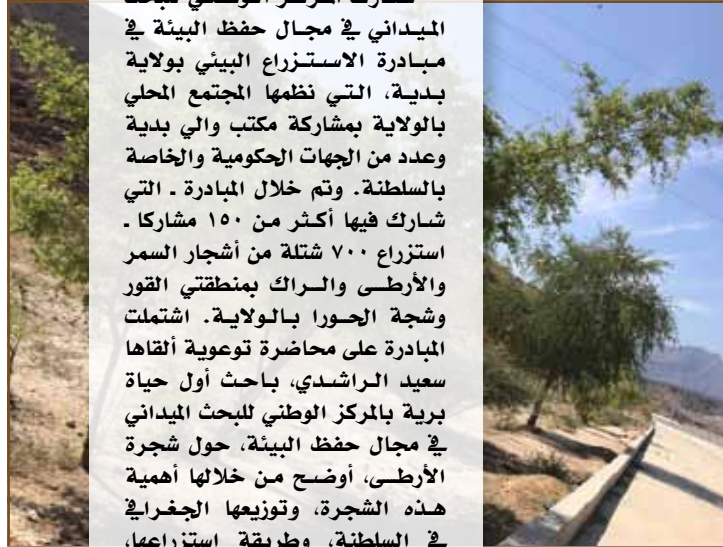 شارك المركز الوطني للبحث
الميداني في مجال حفظ البيئة في
مبادرة الاستزراع البيئي بولاية
بدية، التي نظمها المجتمع المحلي
بالولاية بمشاركة مكتب والي بدية
وعدد من الجهات الحكومية والخاصة
بالسلطنة. وتم خلال المبادرة ـ التي
شارك فيها أكثر من ١٥٠ مشاركا ـ
استزراع ٧٠٠ شتلة من أشجار السمر
والأرطى والراك بمنطقتي القور
وشجة الحورا بالولاية. اشتملت
المبادرة على محاضرة توعوية ألقاها
سعيد الراشدي، باحث أول حياة
برية بالمركز الوطني للبحث الميداني
في مجال حفظ البيئة، حول شجرة
الأرطى، أوضح من خلالها أهمية
هذه الشجرة، وتوزيعها الجغرافي
في السلطنة، وطريقة استزراعها،